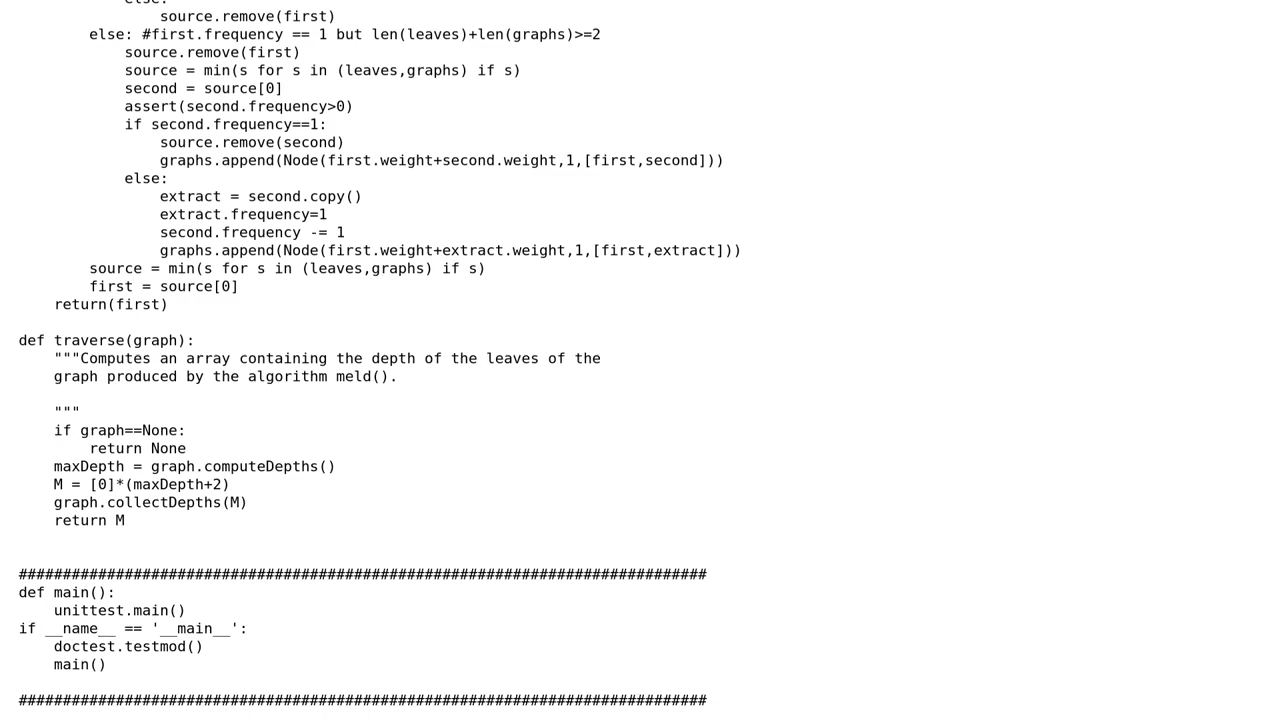 else:
                source.remove(first)
        else: #first.frequency == 1 but len(leaves)+len(graphs)>=2
            source.remove(first)
            source = min(s for s in (leaves,graphs) if s)
            second = source[0]
            assert(second.frequency>0)
            if second.frequency==1:
                source.remove(second)
                graphs.append(Node(first.weight+second.weight,1,[first,second]))
            else:
                extract = second.copy()
                extract.frequency=1
                second.frequency -= 1
                graphs.append(Node(first.weight+extract.weight,1,[first,extract]))
        source = min(s for s in (leaves,graphs) if s)
        first = source[0]
    return(first)

def traverse(graph):
    """Computes an array containing the depth of the leaves of the
    graph produced by the algorithm meld().

    """
    if graph==None:
        return None
    maxDepth = graph.computeDepths()
    M = [0]*(maxDepth+2)
    graph.collectDepths(M)
    return M


##############################################################################
def main():
    unittest.main()
if __name__ == '__main__':
    doctest.testmod()
    main()

##############################################################################